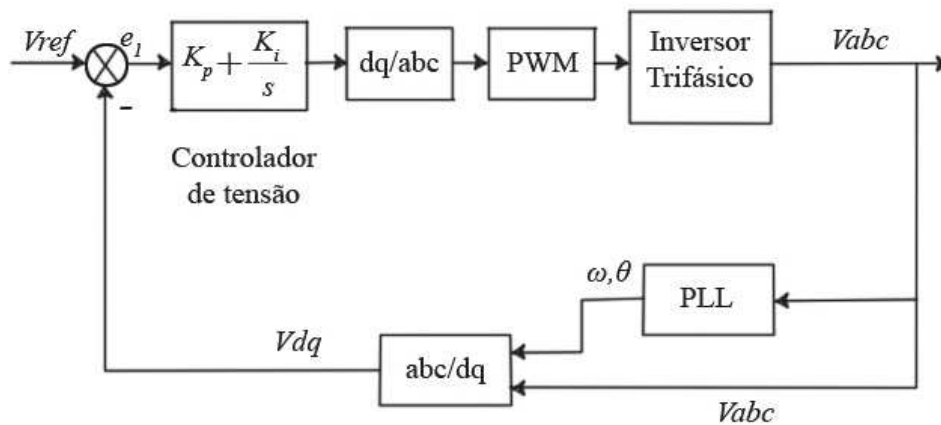 Vref
e1
Kp + Ki/s
dq/abc
PWM
Inversor
Trifásico
Vabc
Controlador
de tensão
ω,θ
PLL
Vdq
abc/dq
Vabc
-